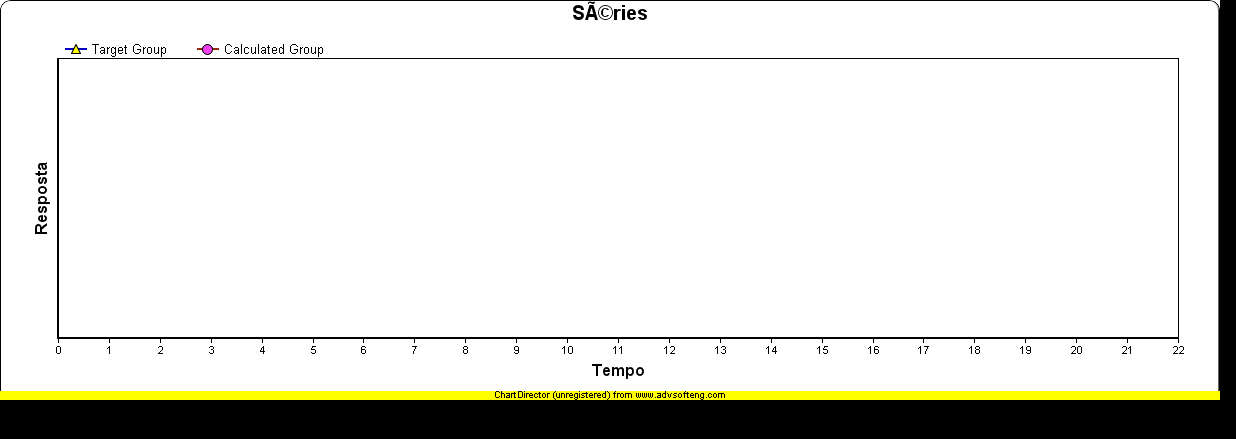 SÃ©ries
Target Group Calculated Group
Resposta
0 1 2 3 4 5 6 7 8 9 10 11 12 13 14 15 16 17 18 19 20 21 22
Tempo
ChartDirector (unregistered) from www.advsofteng.com